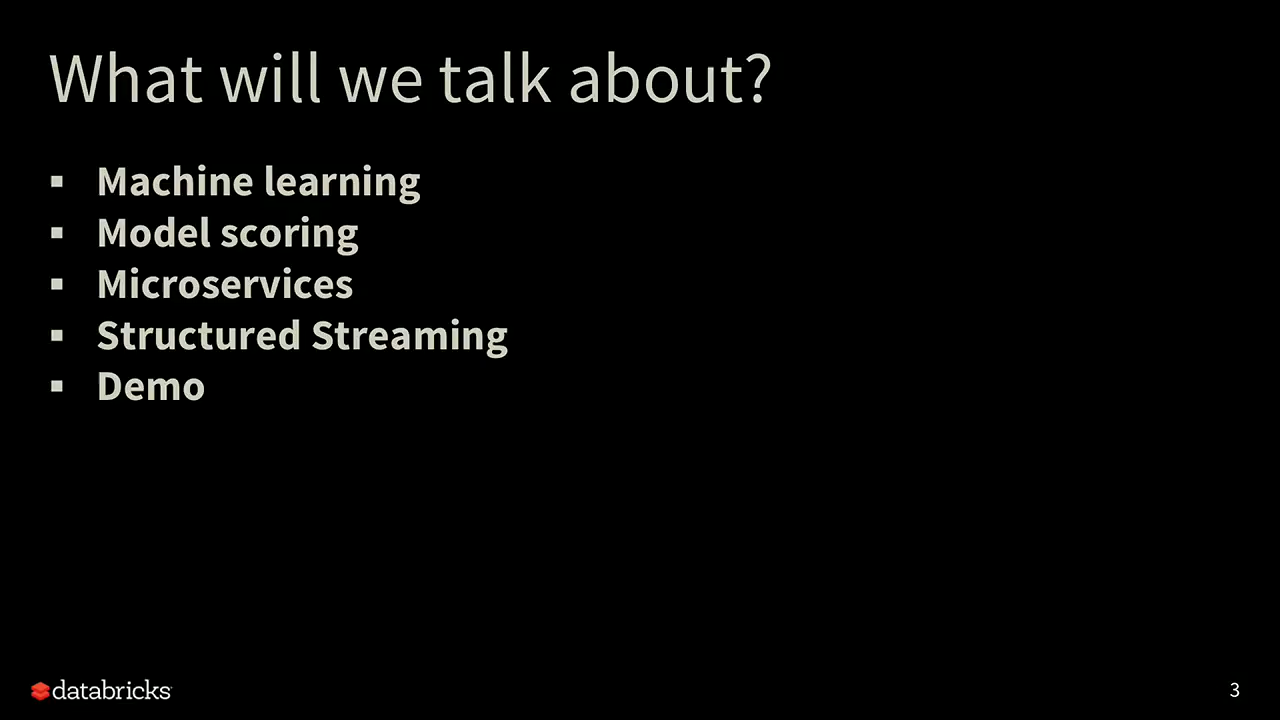 What will we talk about?
▪ Machine learning
▪ Model scoring
▪ Microservices
▪ Structured Streaming
▪ Demo
databricks
3